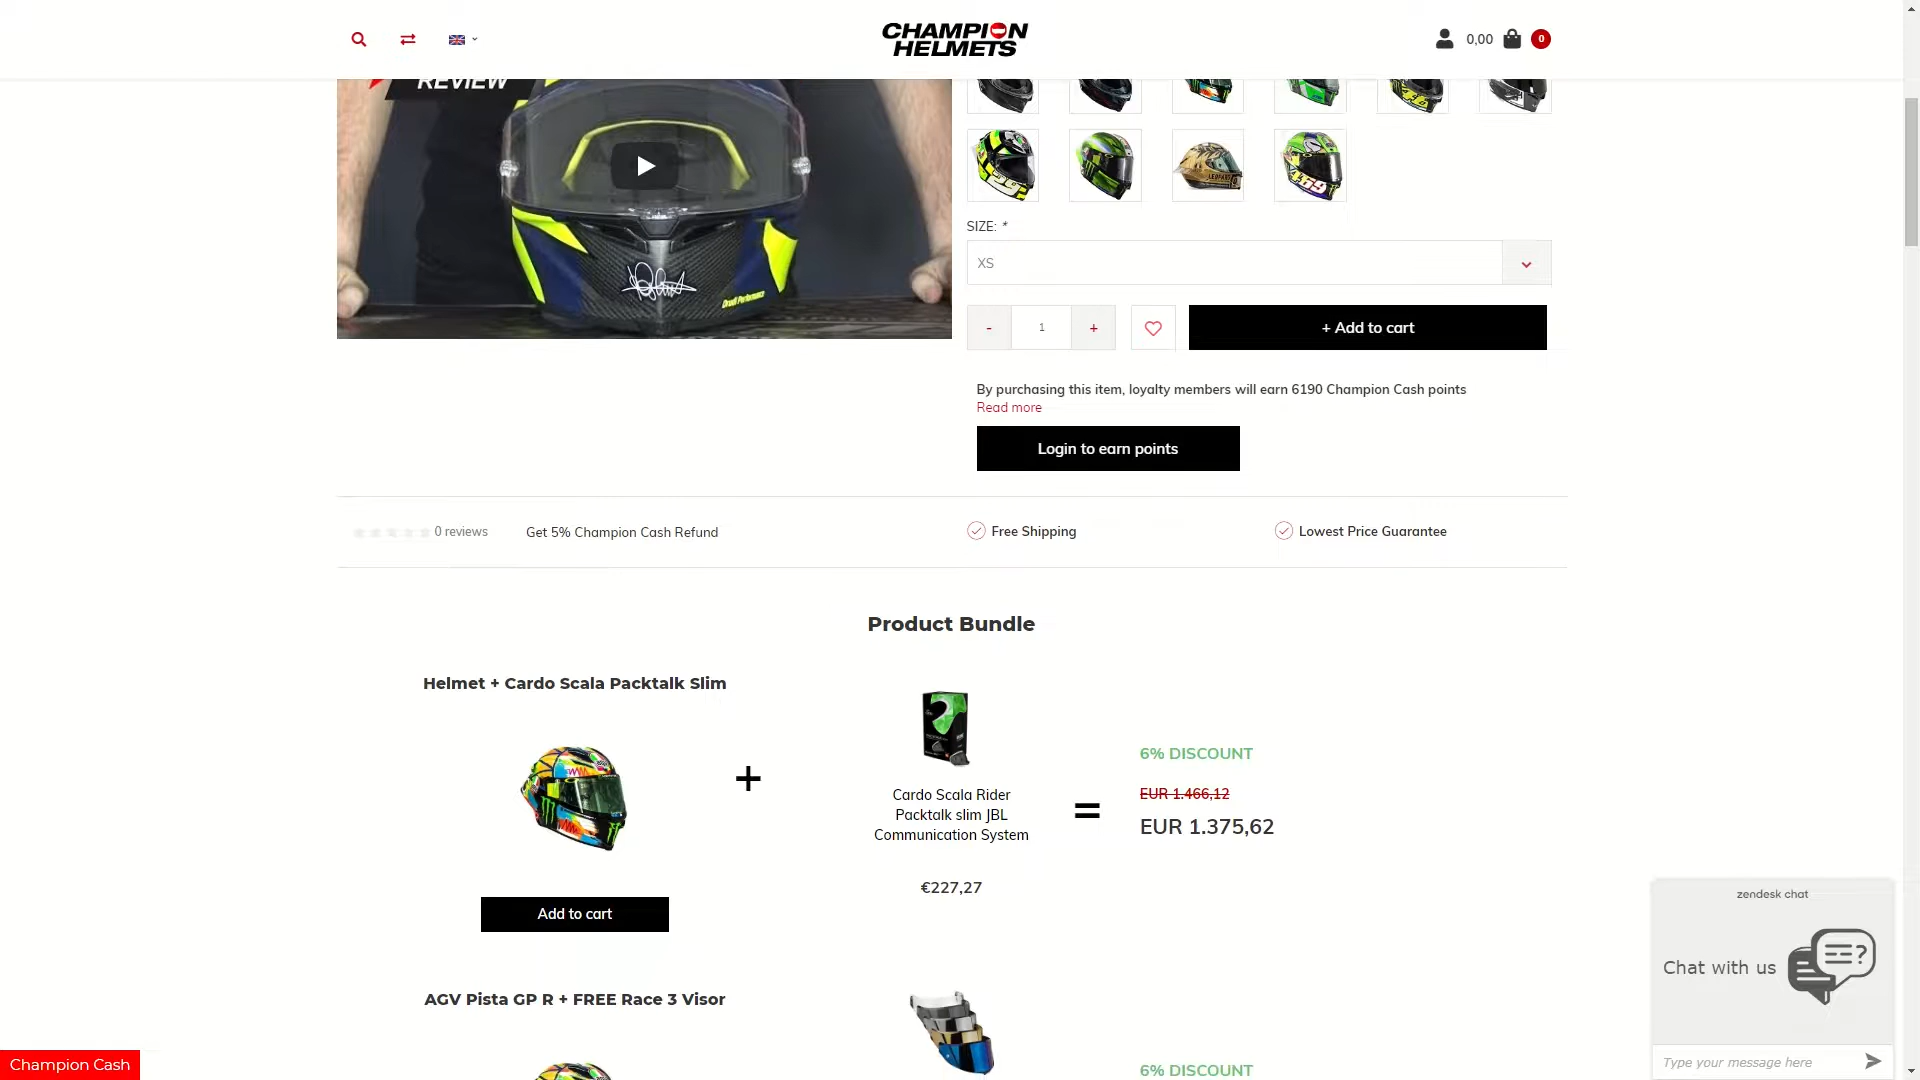 CHAMPION
HELMETS
0,00
0
REVIEW
SIZE: *
XS
-
1
+
+ Add to cart
By purchasing this item, loyalty members will earn 6190 Champion Cash points
Read more
Login to earn points
0 reviews
Get 5% Champion Cash Refund
Free Shipping
Lowest Price Guarantee
Product Bundle
Helmet + Cardo Scala Packtalk Slim
+
Cardo Scala Rider
Packtalk slim JBL
Communication System
€227,27
=
6% DISCOUNT
EUR 1.466,12
EUR 1.375,62
Add to cart
AGV Pista GP R + FREE Race 3 Visor
6% DISCOUNT
zendesk chat
Chat with us
Type your message here
Champion Cash